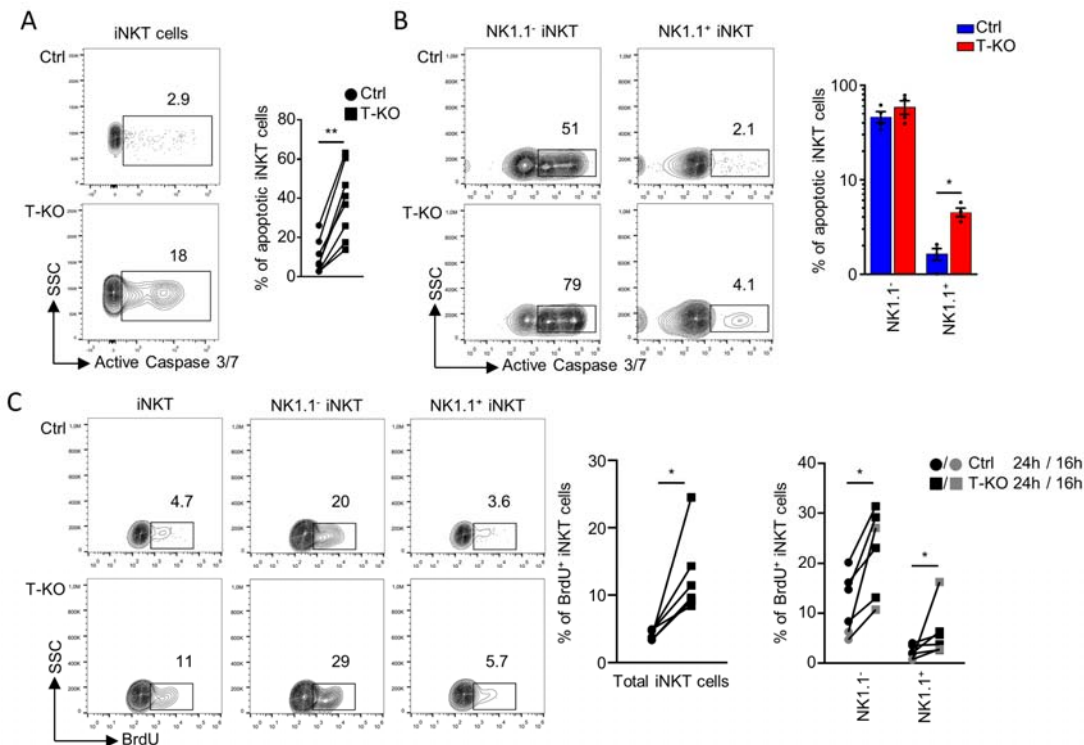 A
iNKT cells
Ctrl
2.9
T-KO
18
SSC
Active Caspase 3/7
Ctrl
T-KO
**
% of apoptotic iNKT cells
80
60
40
20
0
B
NK1.1- iNKT
NK1.1+ iNKT
Ctrl
51
2.1
T-KO
79
4.1
SSC
Active Caspase 3/7
Ctrl
T-KO
% of apoptotic iNKT cells
100
10
0
*
NK1.1-
NK1.1+
C
iNKT
NK1.1- iNKT
NK1.1+ iNKT
Ctrl
4.7
20
3.6
T-KO
11
29
5.7
SSC
BrdU
% of BrdU+ iNKT cells
30
20
10
0
*
Total iNKT cells
% of BrdU+ iNKT cells
40
30
20
10
0
*
*
NK1.1-
NK1.1+
/ Ctrl 24h / 16h
/ T-KO 24h / 16h